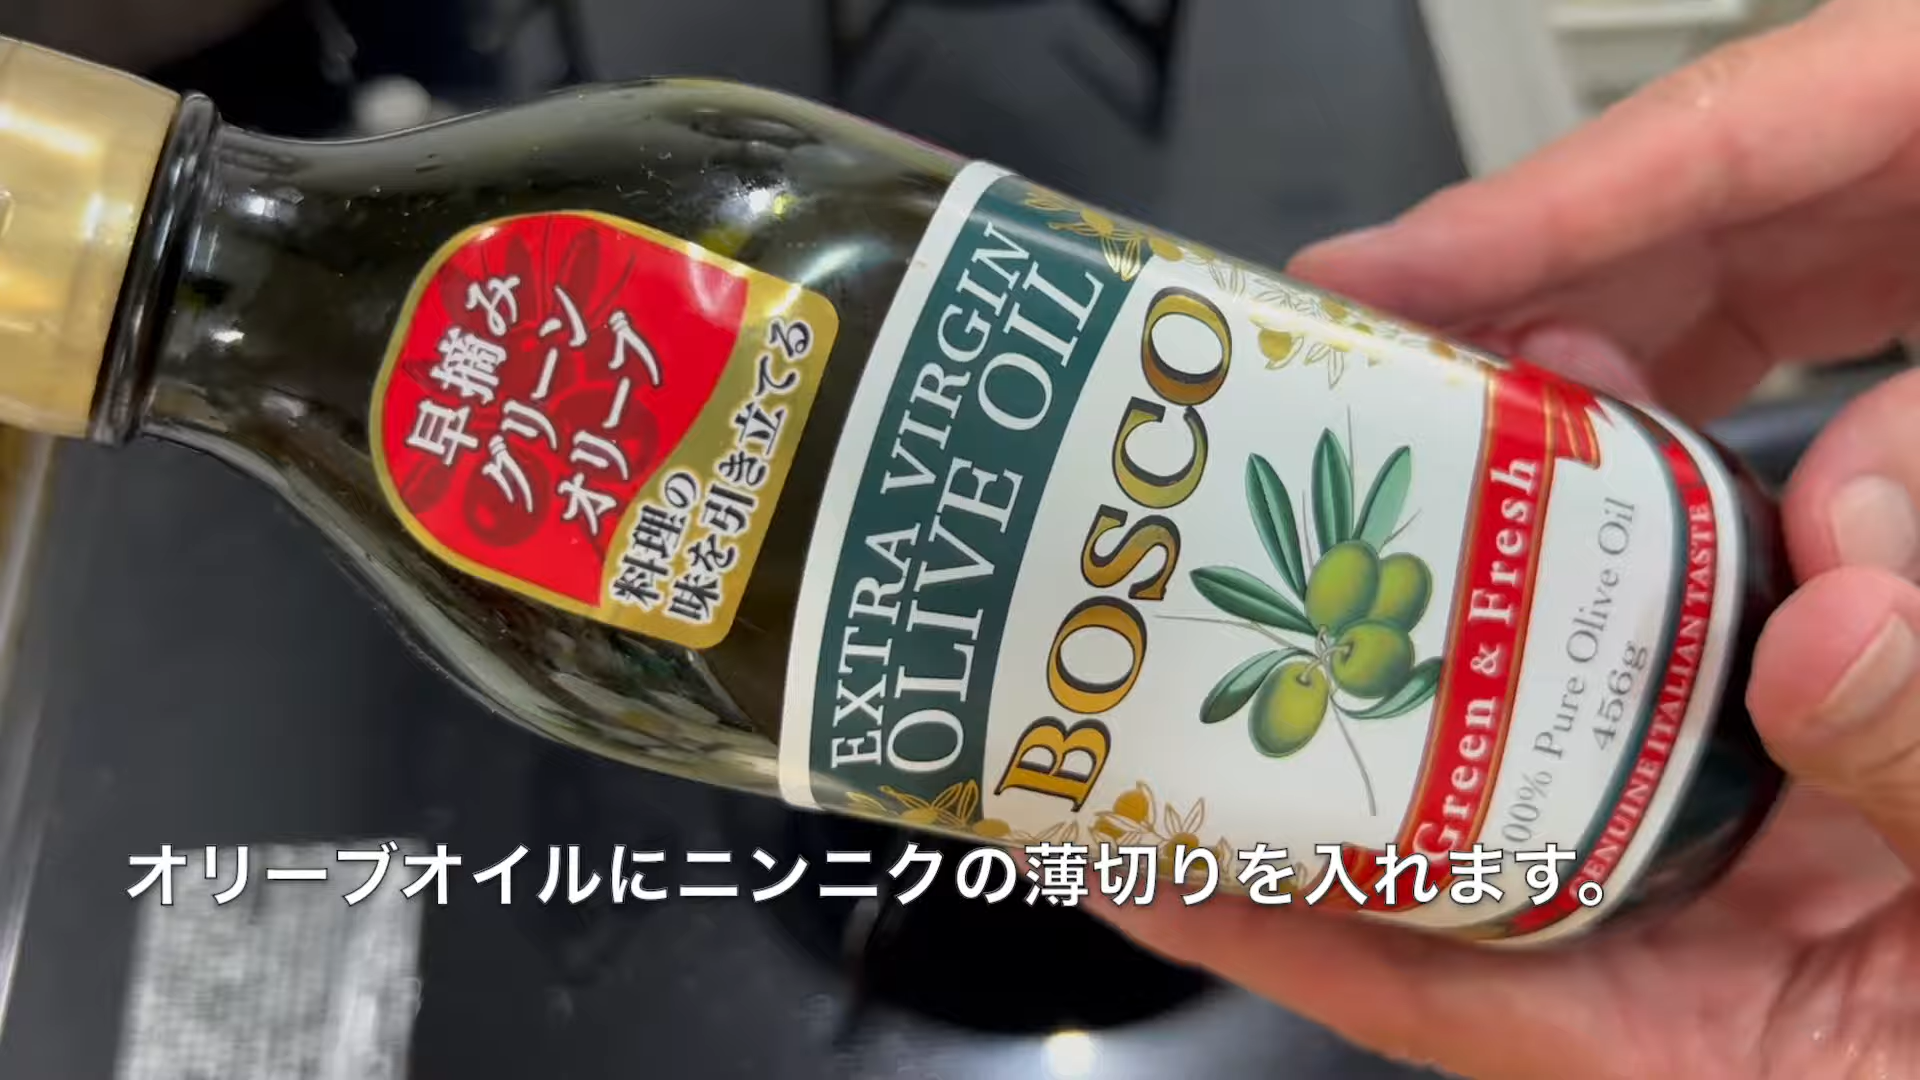 早摘み
グリーン
オリーブ
料理の
味を引き立てる
EXTRA VIRGIN
OLIVE OIL
BOSCO
Green & Fresh
100% Pure Olive Oil
456g
GENUINE ITALIAN TASTE
オリーブオイルにニンニクの薄切りを入れます。